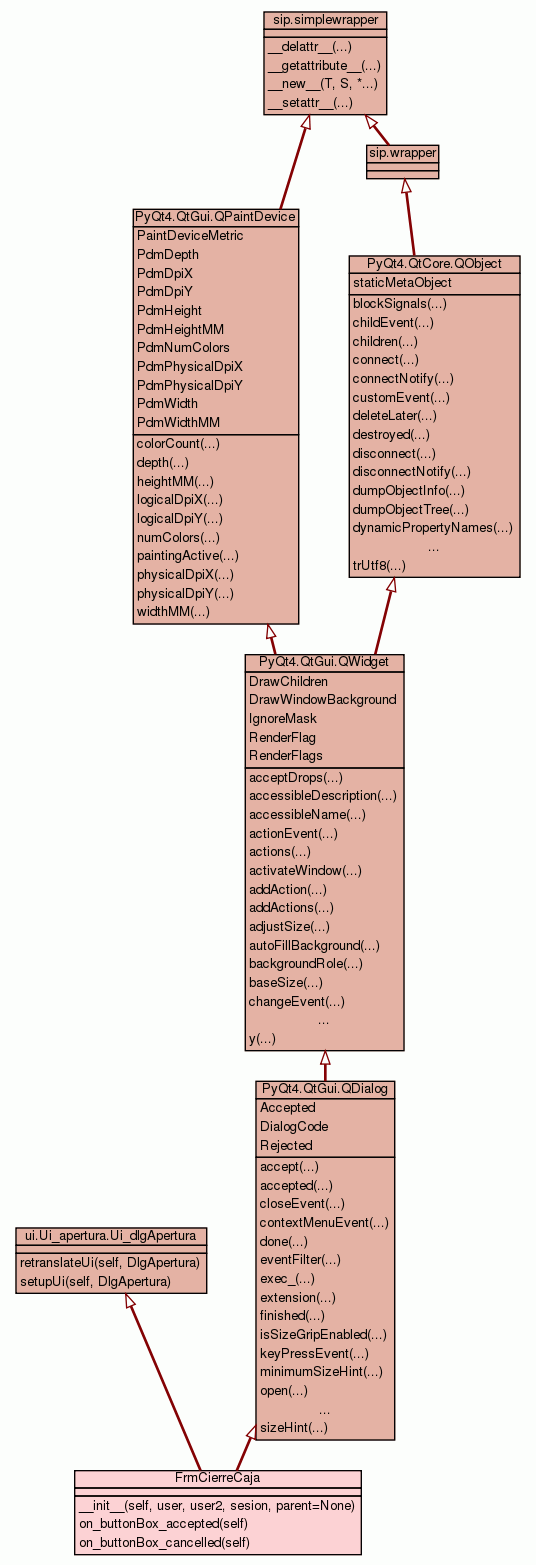 sip.simplewrapper
__delattr__(...)
__getattribute__(...)
__new__(T, S, *...)
__setattr__(...)
sip.wrapper
PyQt4.QtGui.QPaintDevice
PaintDeviceMetric
PdmDepth
PdmDpiX
PdmDpiY
PdmHeight
PdmHeightMM
PdmNumColors
PdmPhysicalDpiX
PdmPhysicalDpiY
PdmWidth
PdmWidthMM
colorCount(...)
depth(...)
heightMM(...)
logicalDpiX(...)
logicalDpiY(...)
numColors(...)
paintingActive(...)
physicalDpiX(...)
physicalDpiY(...)
widthMM(...)
PyQt4.QtCore.QObject
staticMetaObject
blockSignals(...)
childEvent(...)
children(...)
connect(...)
connectNotify(...)
customEvent(...)
deleteLater(...)
destroyed(...)
disconnect(...)
disconnectNotify(...)
dumpObjectInfo(...)
dumpObjectTree(...)
dynamicPropertyNames(...)
...
trUtf8(...)
PyQt4.QtGui.QWidget
DrawChildren
DrawWindowBackground
IgnoreMask
RenderFlag
RenderFlags
acceptDrops(...)
accessibleDescription(...)
accessibleName(...)
actionEvent(...)
actions(...)
activateWindow(...)
addAction(...)
addActions(...)
adjustSize(...)
autoFillBackground(...)
backgroundRole(...)
baseSize(...)
changeEvent(...)
...
y(...)
PyQt4.QtGui.QDialog
Accepted
DialogCode
Rejected
accept(...)
accepted(...)
closeEvent(...)
contextMenuEvent(...)
done(...)
eventFilter(...)
exec_(...)
extension(...)
finished(...)
isSizeGripEnabled(...)
keyPressEvent(...)
minimumSizeHint(...)
open(...)
...
sizeHint(...)
ui.Ui_apertura.Ui_dlgApertura
retranslateUi(self, DlgApertura)
setupUi(self, DlgApertura)
FrmCierreCaja
__init__(self, user, user2, sesion, parent=None)
on_buttonBox_accepted(self)
on_buttonBox_cancelled(self)